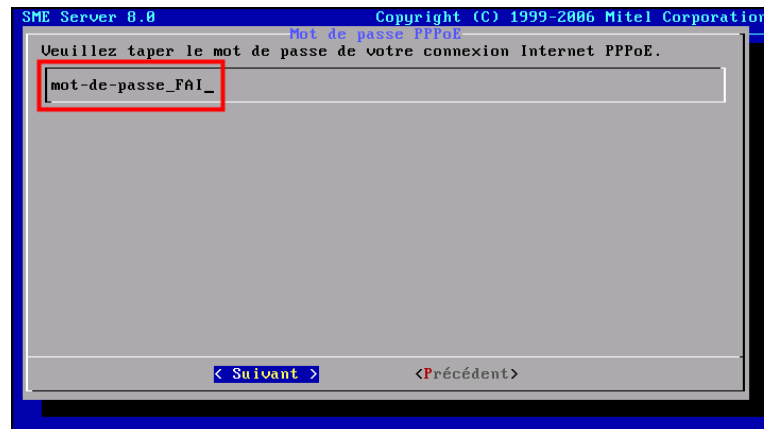 SME Server 8.0 Copyright (C) 1999-2006 Mitel Corporation
Mot de passe PPPoE
Veuillez taper le mot de passe de votre connexion Internet PPPoE.
mot-de-passe_FAI_
< Suivant > <Précédent>